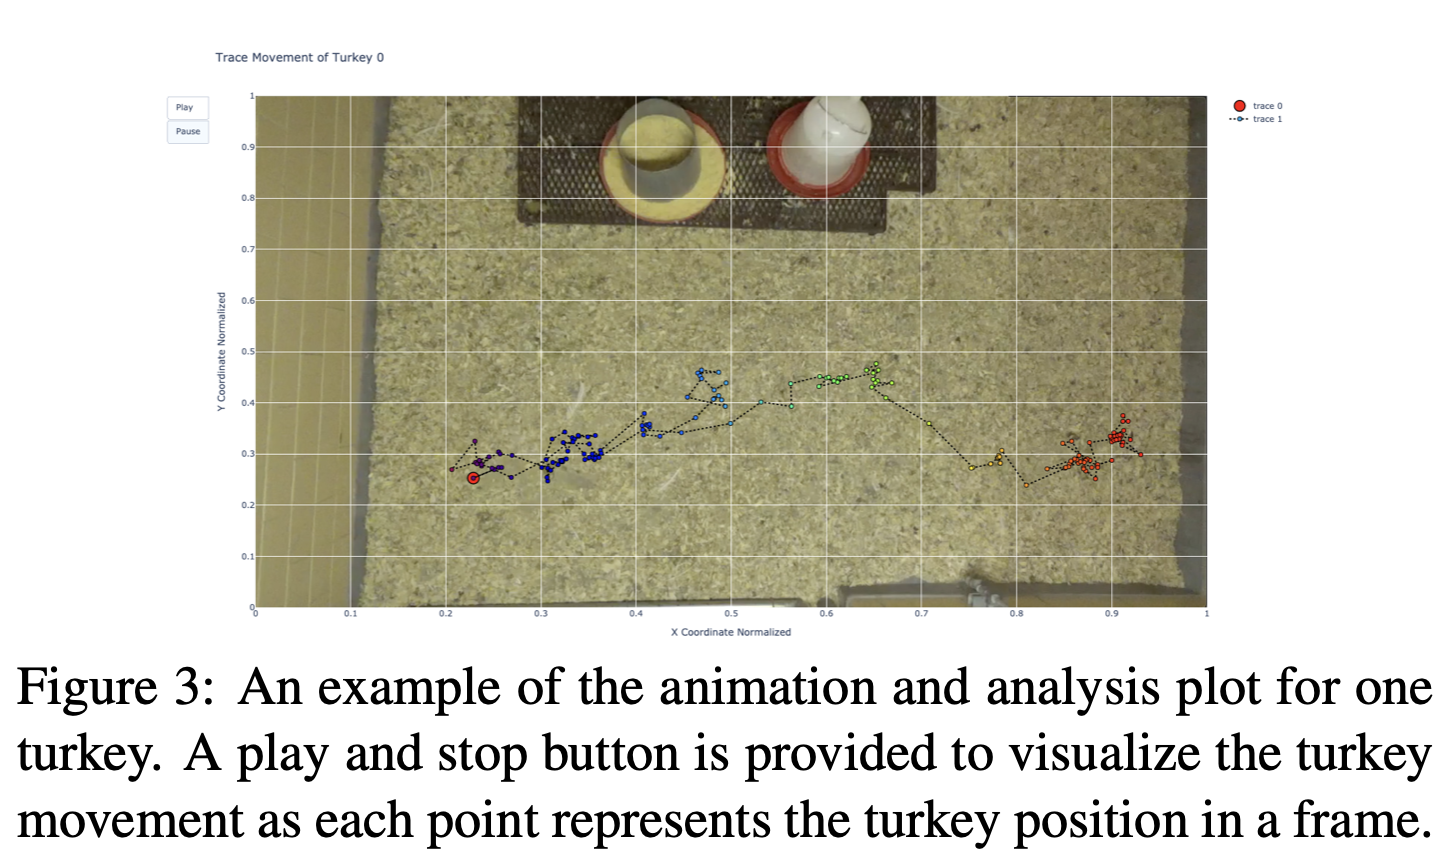 Trace Movement of Turkey 0
Play
Pause
trace 0
trace 1
Y Coordinate Normalized
1
0.9
0.8
0.7
0.6
0.5
0.4
0.3
0.2
0.1
0
0 0.1 0.2 0.3 0.4 0.5 0.6 0.7 0.8 0.9 1
X Coordinate Normalized
Figure 3: An example of the animation and analysis plot for one
turkey. A play and stop button is provided to visualize the turkey
movement as each point represents the turkey position in a frame.